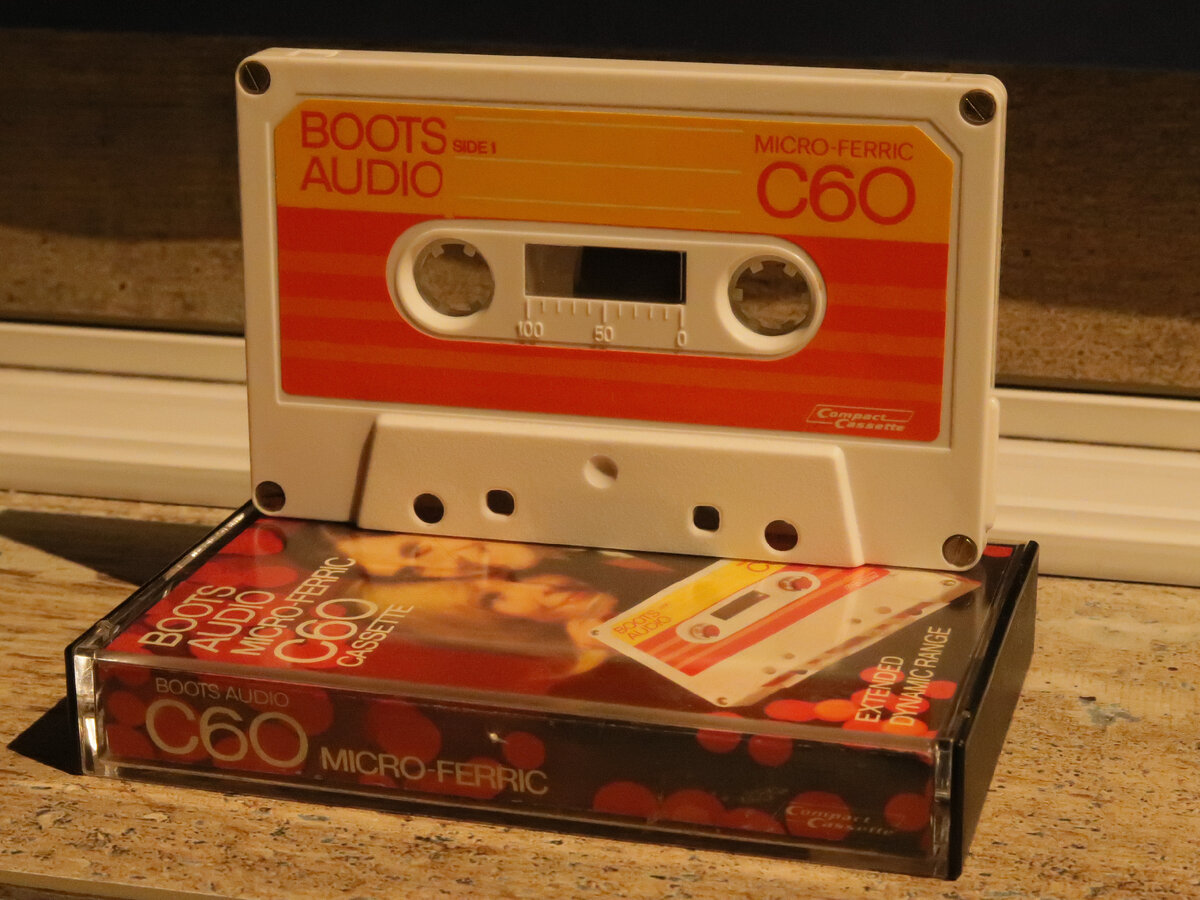 BOOTS
AUDIO
SIDE 1
MICRO-FERRIC
C60
100 50 0
Compact
Cassette
BOOTS
AUDIO
MICRO-FERRIC
C60
CASSETTE
BOOTS
AUDIO
EXTENDED
DYNAMIC RANGE
BOOTS AUDIO
C60 MICRO-FERRIC
Compact
Cassette